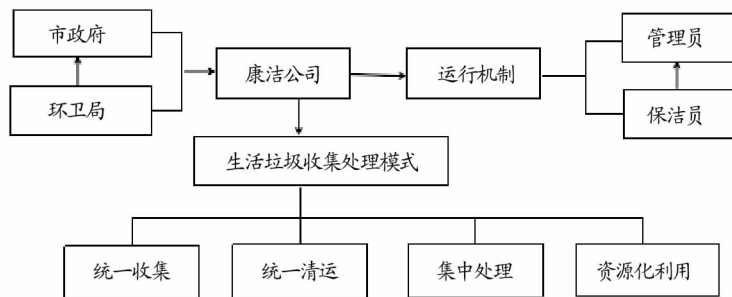 市政府
康洁公司
运行机制
管理员
环卫局
保洁员
生活垃圾收集处理模式
统一收集
统一清运
集中处理
资源化利用